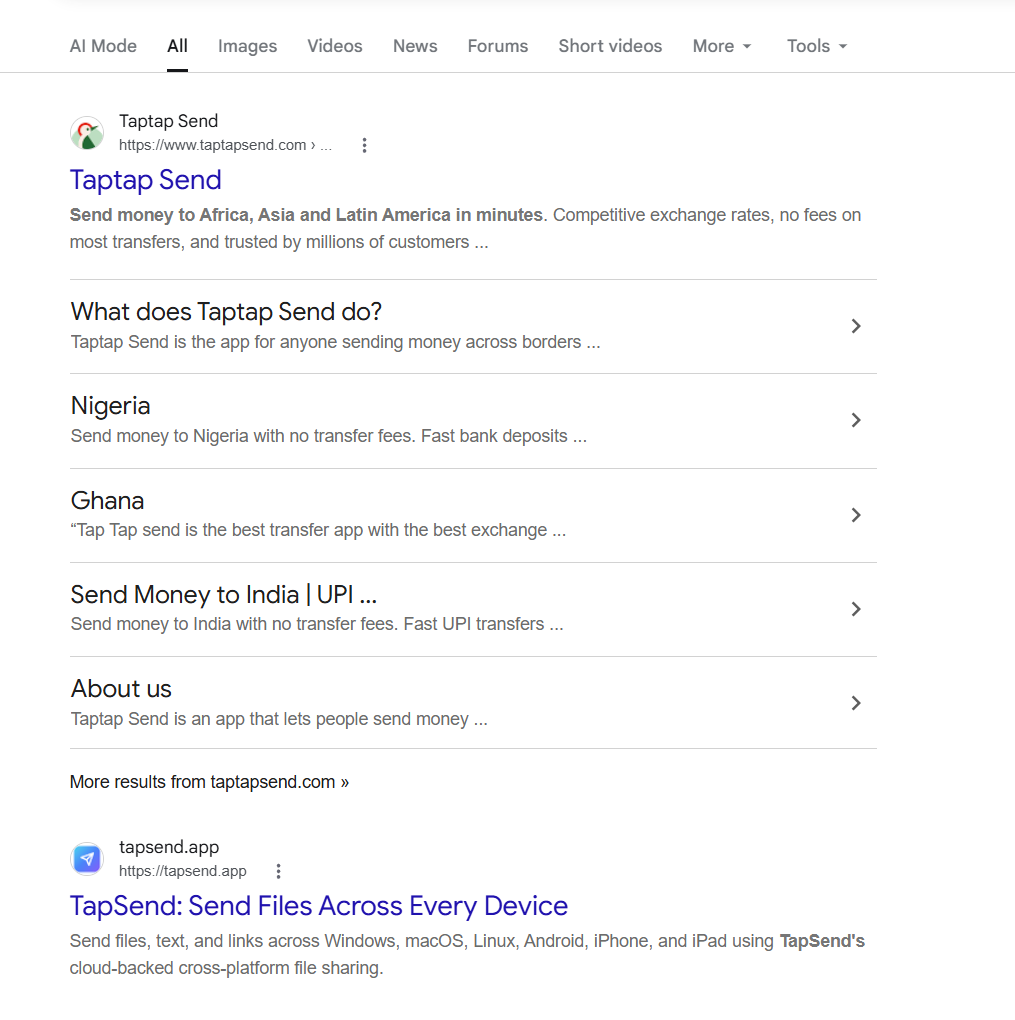 AI Mode All Images Videos News Forums Short videos More Tools
Taptap Send
https://www.taptapsend.com › ...
Taptap Send
Send money to Africa, Asia and Latin America in minutes. Competitive exchange rates, no fees on
most transfers, and trusted by millions of customers ...
What does Taptap Send do?
Taptap Send is the app for anyone sending money across borders ...
Nigeria
Send money to Nigeria with no transfer fees. Fast bank deposits ...
Ghana
“Tap Tap send is the best transfer app with the best exchange ...
Send Money to India | UPI ...
Send money to India with no transfer fees. Fast UPI transfers ...
About us
Taptap Send is an app that lets people send money ...
More results from taptapsend.com »
tapsend.app
https://tapsend.app
TapSend: Send Files Across Every Device
Send files, text, and links across Windows, macOS, Linux, Android, iPhone, and iPad using TapSend's
cloud-backed cross-platform file sharing.